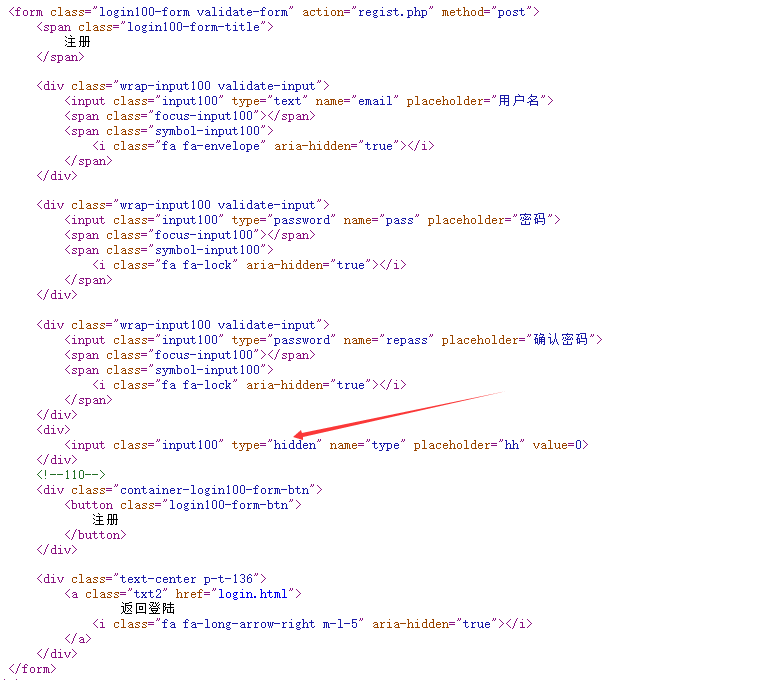 <form class="login100-form validate-form" action="regist.php" method="post">
<span class="login100-form-title">
注册
</span>
<div class="wrap-input100 validate-input">
<input class="input100" type="text" name="email" placeholder="用户名">
<span class="focus-input100"></span>
<span class="symbol-input100">
<i class="fa fa-envelope" aria-hidden="true"></i>
</span>
</div>
<div class="wrap-input100 validate-input">
<input class="input100" type="password" name="pass" placeholder="密码">
<span class="focus-input100"></span>
<span class="symbol-input100">
<i class="fa fa-lock" aria-hidden="true"></i>
</span>
</div>
<div class="wrap-input100 validate-input">
<input class="input100" type="password" name="repass" placeholder="确认密码">
<span class="focus-input100"></span>
<span class="symbol-input100">
<i class="fa fa-lock" aria-hidden="true"></i>
</span>
</div>
<div>
<input class="input100" type="hidden" name="type" placeholder="hh" value=0>
</div>
<!--110-->
<div class="container-login100-form-btn">
<button class="login100-form-btn">
注册
</button>
</div>
<div class="text-center p-t-136">
<a class="txt2" href="login.html">
返回登陆
<i class="fa fa-long-arrow-right m-l-5" aria-hidden="true"></i>
</a>
</div>
</form>